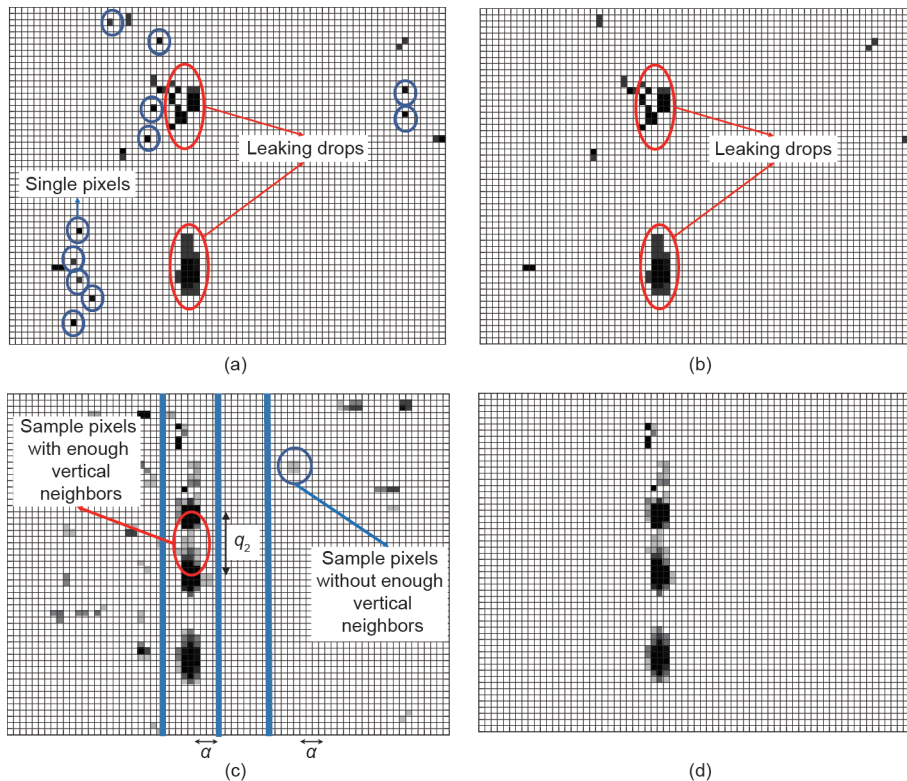 Leaking drops
Single pixels
(a)
Leaking drops
(b)
Sample pixels
with enough
vertical
neighbors
q2
Sample pixels
without enough
vertical
neighbors
α
α
(c)
(d)